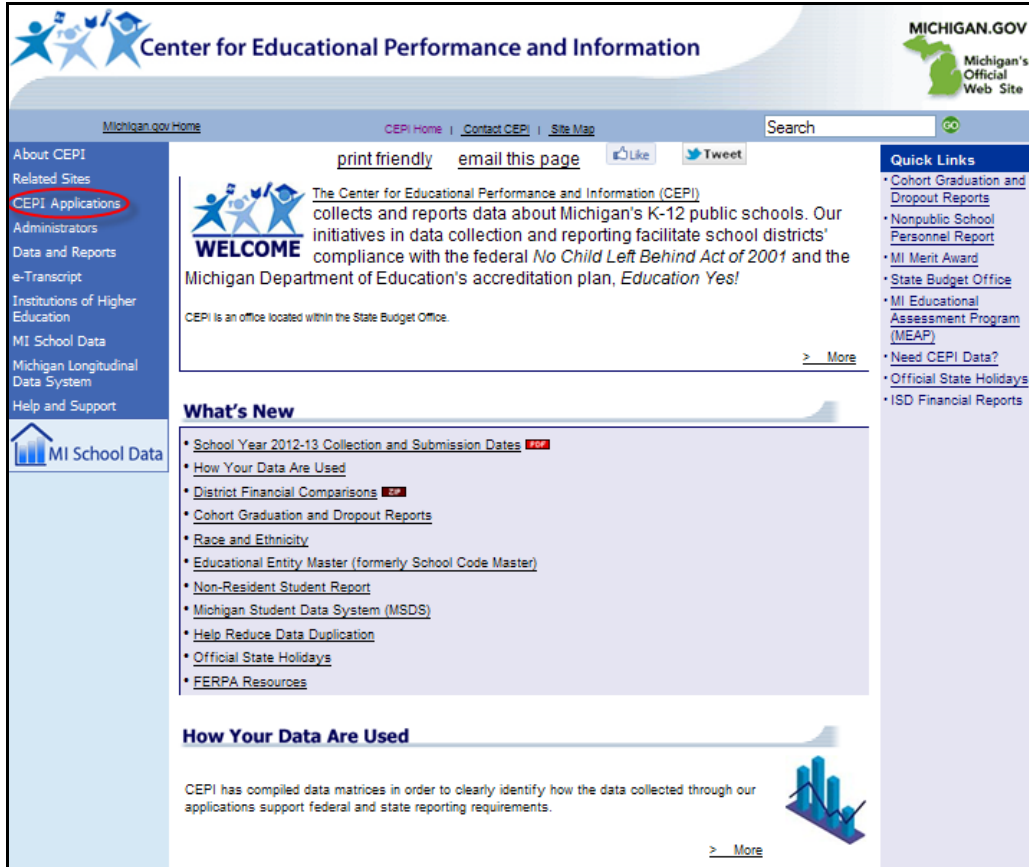 Center for Educational Performance and Information
MICHIGAN.GOV
Michigan's
Official
Web Site
Michigan.gov Home
CEPI Home | Contact CEPI | Site Map
Search
GO
About CEPI
Related Sites
CEPI Applications
Administrators
Data and Reports
e-Transcript
Institutions of Higher
Education
MI School Data
Michigan Longitudinal
Data System
Help and Support
MI School Data
print friendly email this page Like Tweet
WELCOME
The Center for Educational Performance and Information (CEPI)
collects and reports data about Michigan's K-12 public schools. Our
initiatives in data collection and reporting facilitate school districts'
compliance with the federal No Child Left Behind Act of 2001 and the
Michigan Department of Education's accreditation plan, Education Yes!
CEPI is an office located within the State Budget Office.
> More
What's New
• School Year 2012-13 Collection and Submission Dates PDF
• How Your Data Are Used
• District Financial Comparisons ZIP
• Cohort Graduation and Dropout Reports
• Race and Ethnicity
• Educational Entity Master (formerly School Code Master)
• Non-Resident Student Report
• Michigan Student Data System (MSDS)
• Help Reduce Data Duplication
• Official State Holidays
• FERPA Resources
How Your Data Are Used
CEPI has compiled data matrices in order to clearly identify how the data collected through our
applications support federal and state reporting requirements.
> More
Quick Links
• Cohort Graduation and
Dropout Reports
• Nonpublic School
Personnel Report
• MI Merit Award
• State Budget Office
• MI Educational
Assessment Program
(MEAP)
• Need CEPI Data?
• Official State Holidays
• ISD Financial Reports